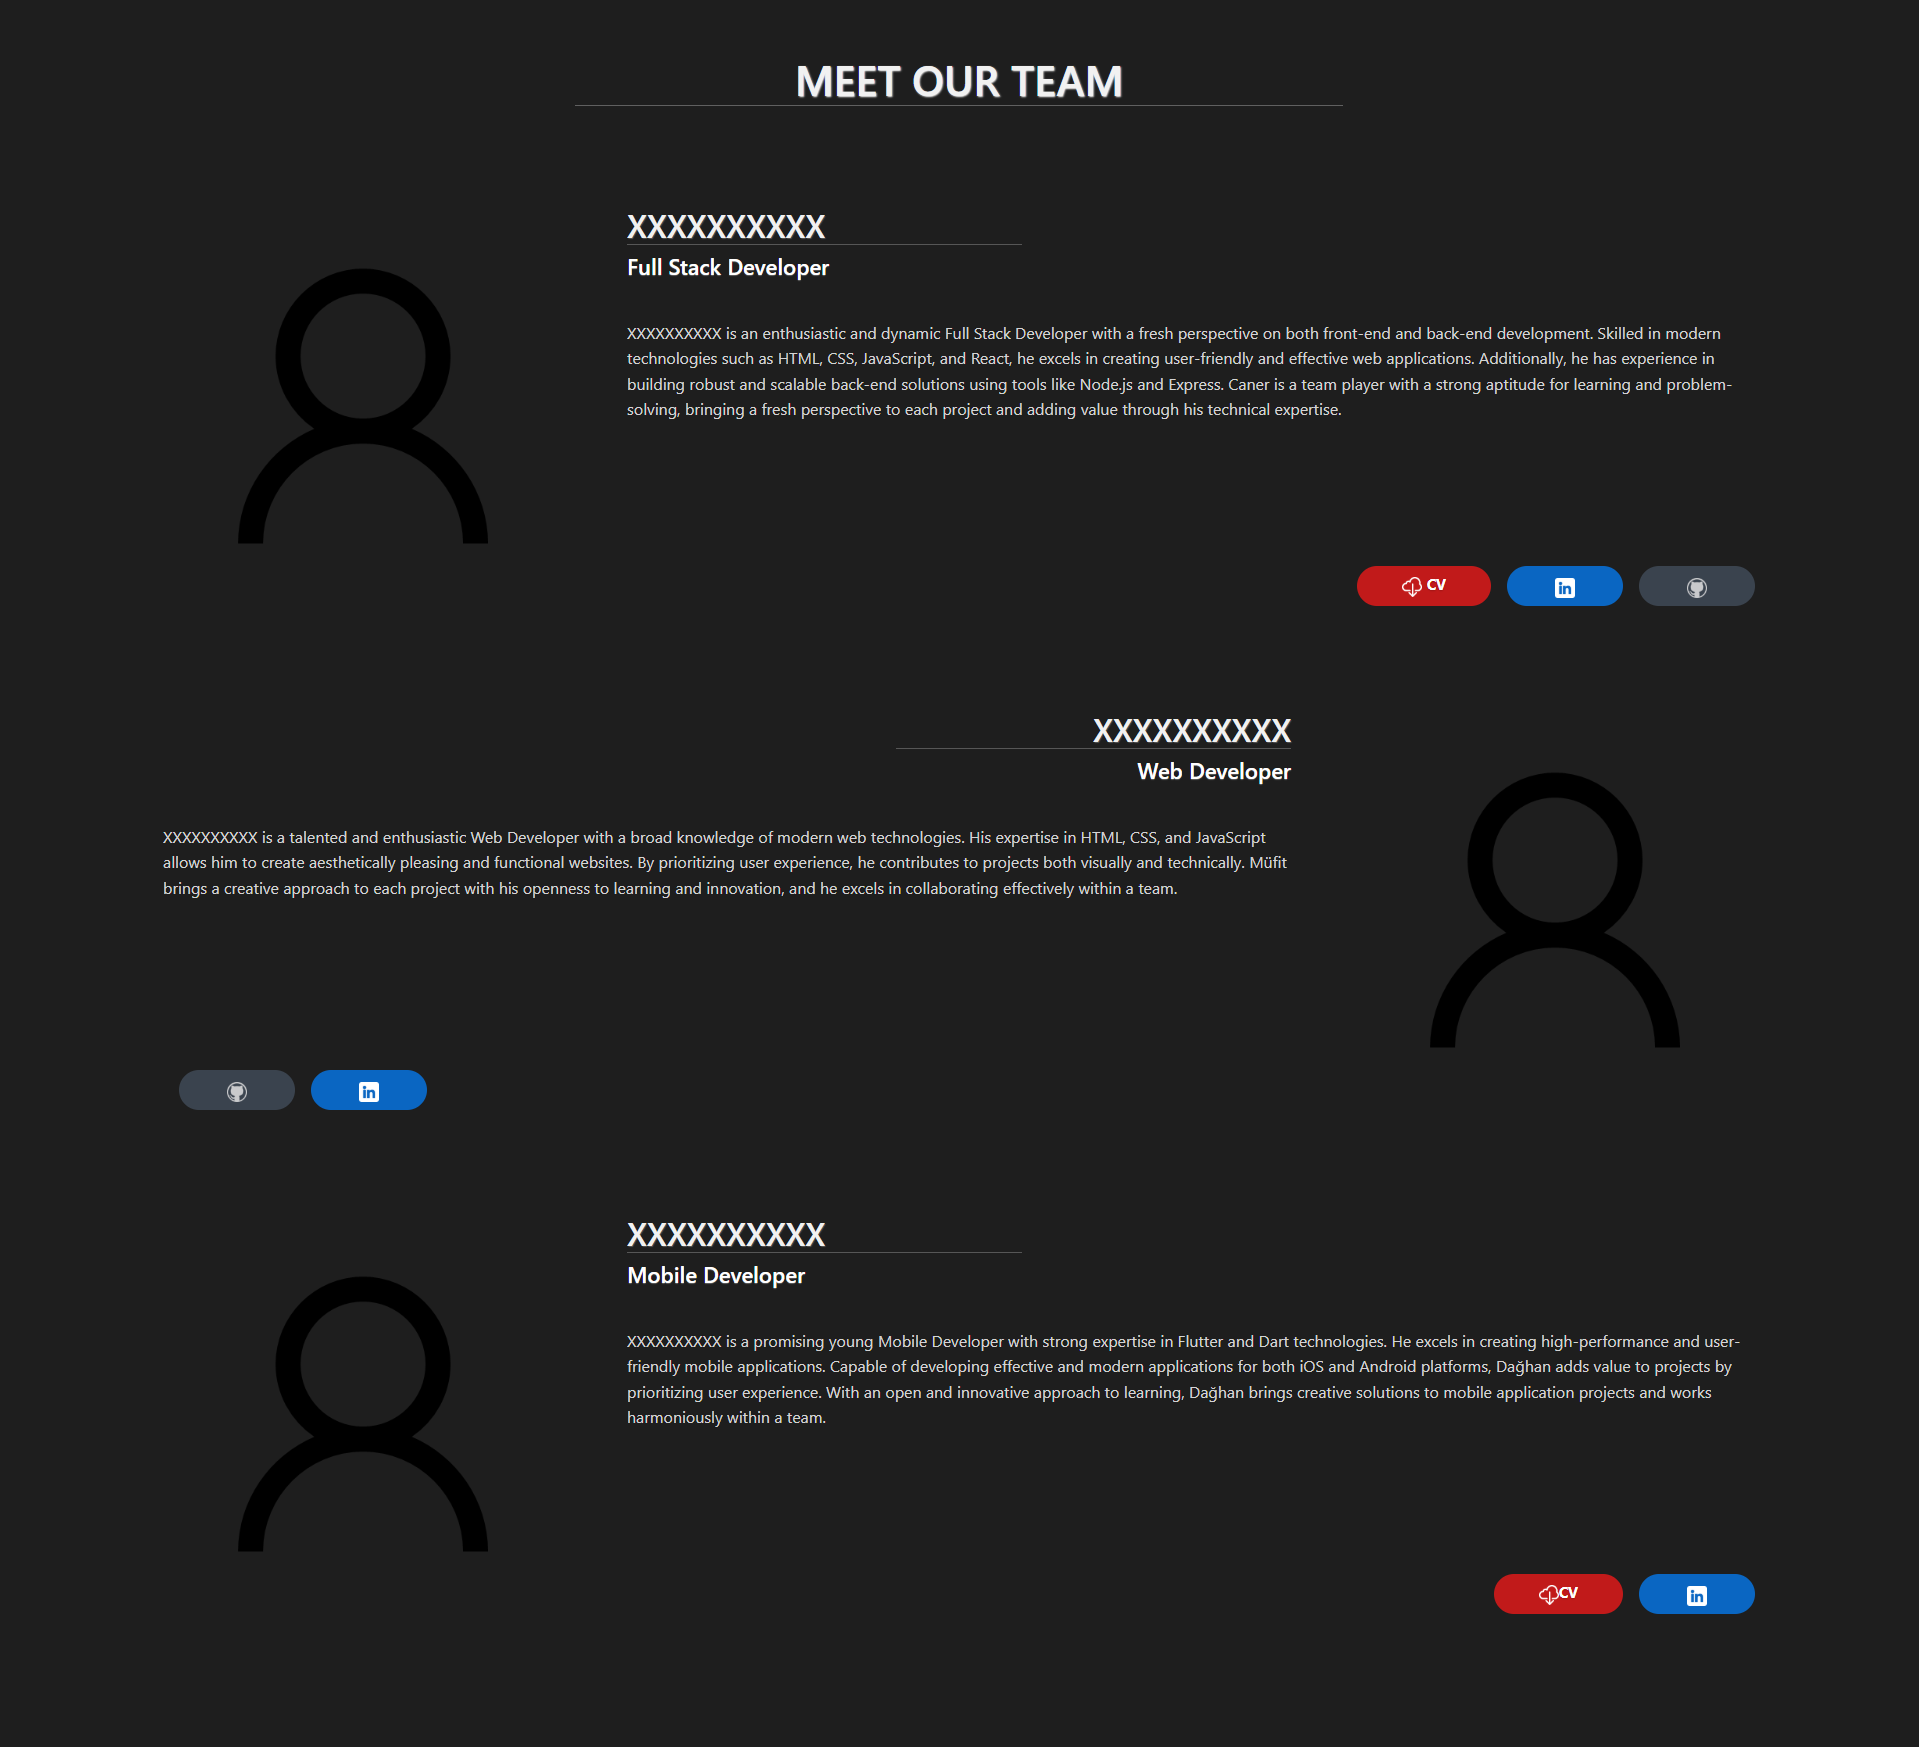 MEET OUR TEAM
XXXXXXXXXX
Full Stack Developer
XXXXXXXXXX is an enthusiastic and dynamic Full Stack Developer with a fresh perspective on both front-end and back-end development. Skilled in modern
technologies such as HTML, CSS, JavaScript, and React, he excels in creating user-friendly and effective web applications. Additionally, he has experience in
building robust and scalable back-end solutions using tools like Node.js and Express. Caner is a team player with a strong aptitude for learning and problem-
solving, bringing a fresh perspective to each project and adding value through his technical expertise.
CV in
XXXXXXXXXX
Web Developer
XXXXXXXXXX is a talented and enthusiastic Web Developer with a broad knowledge of modern web technologies. His expertise in HTML, CSS, and JavaScript
allows him to create aesthetically pleasing and functional websites. By prioritizing user experience, he contributes to projects both visually and technically. Müfit
brings a creative approach to each project with his openness to learning and innovation, and he excels in collaborating effectively within a team.
in
XXXXXXXXXX
Mobile Developer
XXXXXXXXXX is a promising young Mobile Developer with strong expertise in Flutter and Dart technologies. He excels in creating high-performance and user-
friendly mobile applications. Capable of developing effective and modern applications for both iOS and Android platforms, Dağhan adds value to projects by
prioritizing user experience. With an open and innovative approach to learning, Dağhan brings creative solutions to mobile application projects and works
harmoniously within a team.
CV in